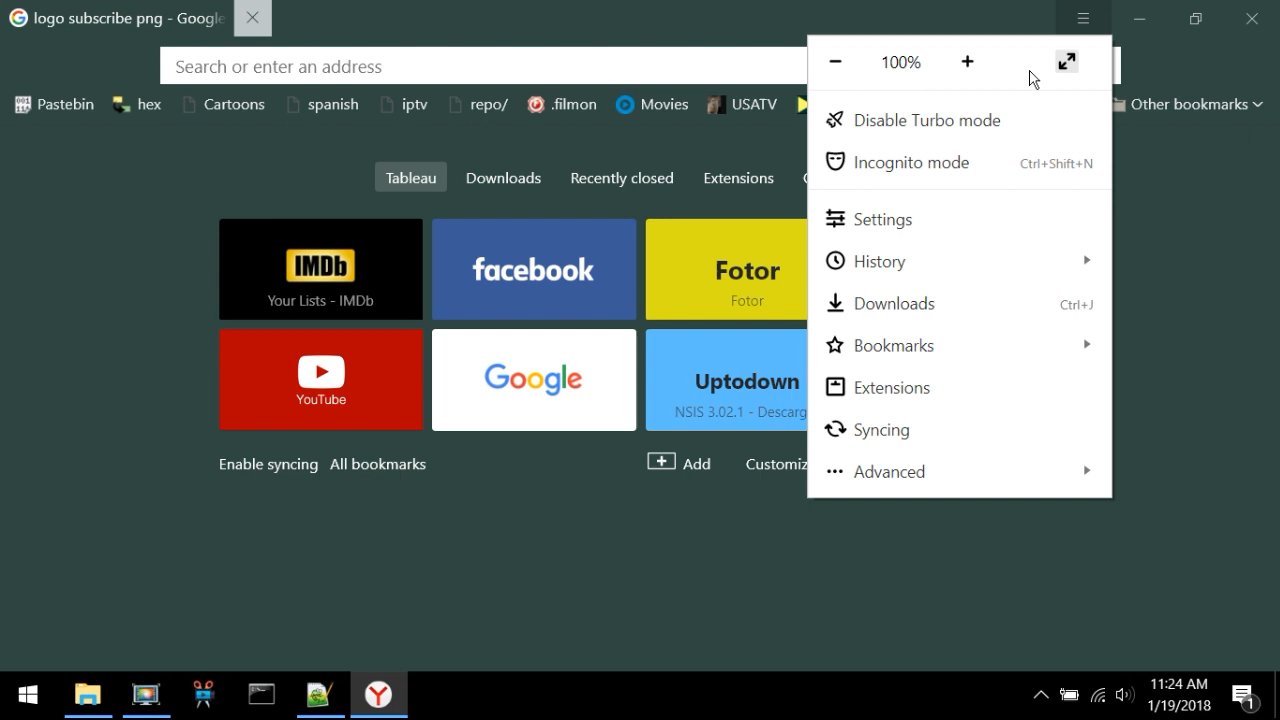 logo subscribe png - Google
Search or enter an address
100%
Pastebin hex Cartoons spanish iptv repo/ .filmon Movies USATV Other bookmarks
Disable Turbo mode
Incognito mode Ctrl+Shift+N
Tableau Downloads Recently closed Extensions
Settings
History
Downloads Ctrl+J
Bookmarks
Extensions
Syncing
Advanced
IMDb
Your Lists - IMDb
facebook
Fotor
Fotor
YouTube
Google
Uptodown
NSIS 3.02.1 - Descarg
Enable syncing All bookmarks
Add Customiz
11:24 AM
1/19/2018
1